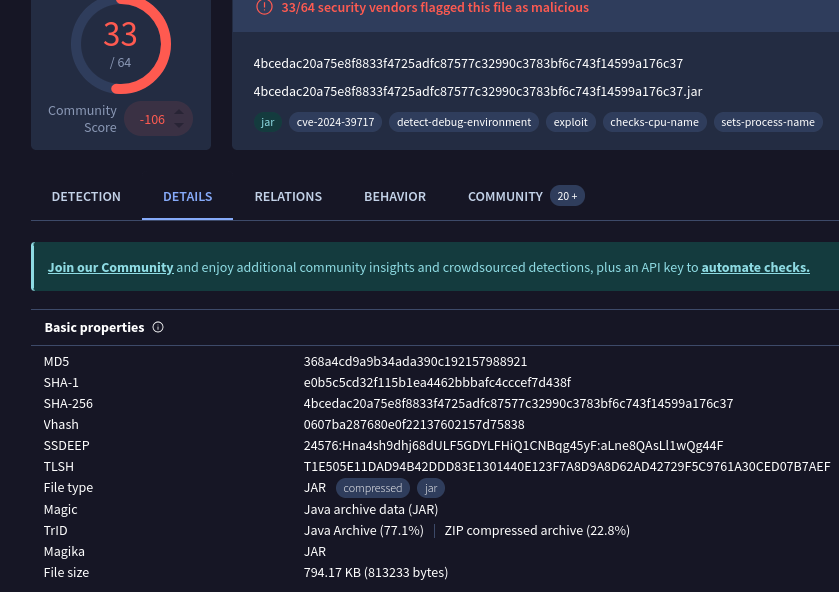 33/64 security vendors flagged this file as malicious
33
/ 64
Community
Score
-106
4bcedac20a75e8f8833f4725adfc87577c32990c3783bf6c743f14599a176c37
4bcedac20a75e8f8833f4725adfc87577c32990c3783bf6c743f14599a176c37.jar
jar cve-2024-39717 detect-debug-environment exploit checks-cpu-name sets-process-name
DETECTION DETAILS RELATIONS BEHAVIOR COMMUNITY 20 +
Join our Community and enjoy additional community insights and crowdsourced detections, plus an API key to automate checks.
Basic properties
MD5 368a4cd9a9b34ada390c192157988921
SHA-1 e0b5c5cd32f115b1ea4462bbbafc4cccef7d438f
SHA-256 4bcedac20a75e8f8833f4725adfc87577c32990c3783bf6c743f14599a176c37
Vhash 0607ba287680e0f22137602157d75838
SSDEEP 24576:Hna4sh9dhj68dULF5GDYLFHiQ1CNBqg45yF:aLne8QAsLl1wQg44F
TLSH T1E505E11DAD94B42DDD83E1301440E123F7A8D9A8D62AD42729F5C9761A30CED07B7AEF
File type JAR compressed jar
Magic Java archive data (JAR)
TrID Java Archive (77.1%) | ZIP compressed archive (22.8%)
Magika JAR
File size 794.17 KB (813233 bytes)